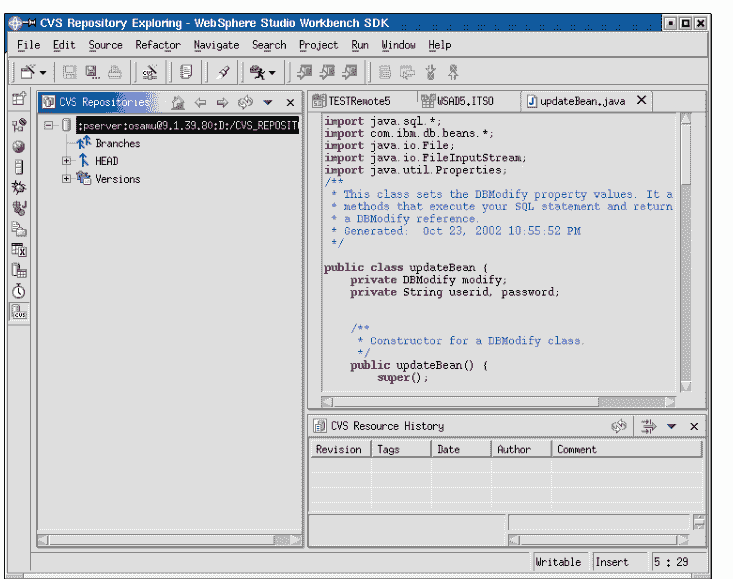 CVS Repository Exploring - WebSphere Studio Workbench SDK
File Edit Source Refactor Navigate Search Project Run Window Help
CVS Repositories
:pserver:osamu@9.1.39.80:D:/CVS_REPOSIT
Branches
HEAD
Versions
TESTRemote5 WSAD5.ITSO updateBean.java
import java.sql.*;
import com.ibm.db.beans.*;
import java.io.File;
import java.io.FileInputStream;
import java.util.Properties;
/**
* This class sets the DBModify property values. It a
* methods that execute your SQL statement and return
* a DBModify reference.
* Generated: Oct 23, 2002 10:55:52 PM
*/
public class updateBean {
private DBModify modify;
private String userid, password;
/**
* Constructor for a DBModify class.
*/
public updateBean() {
super();
CVS Resource History
Revision Tags Date Author Comment
CVS
Writable Insert 5 : 29